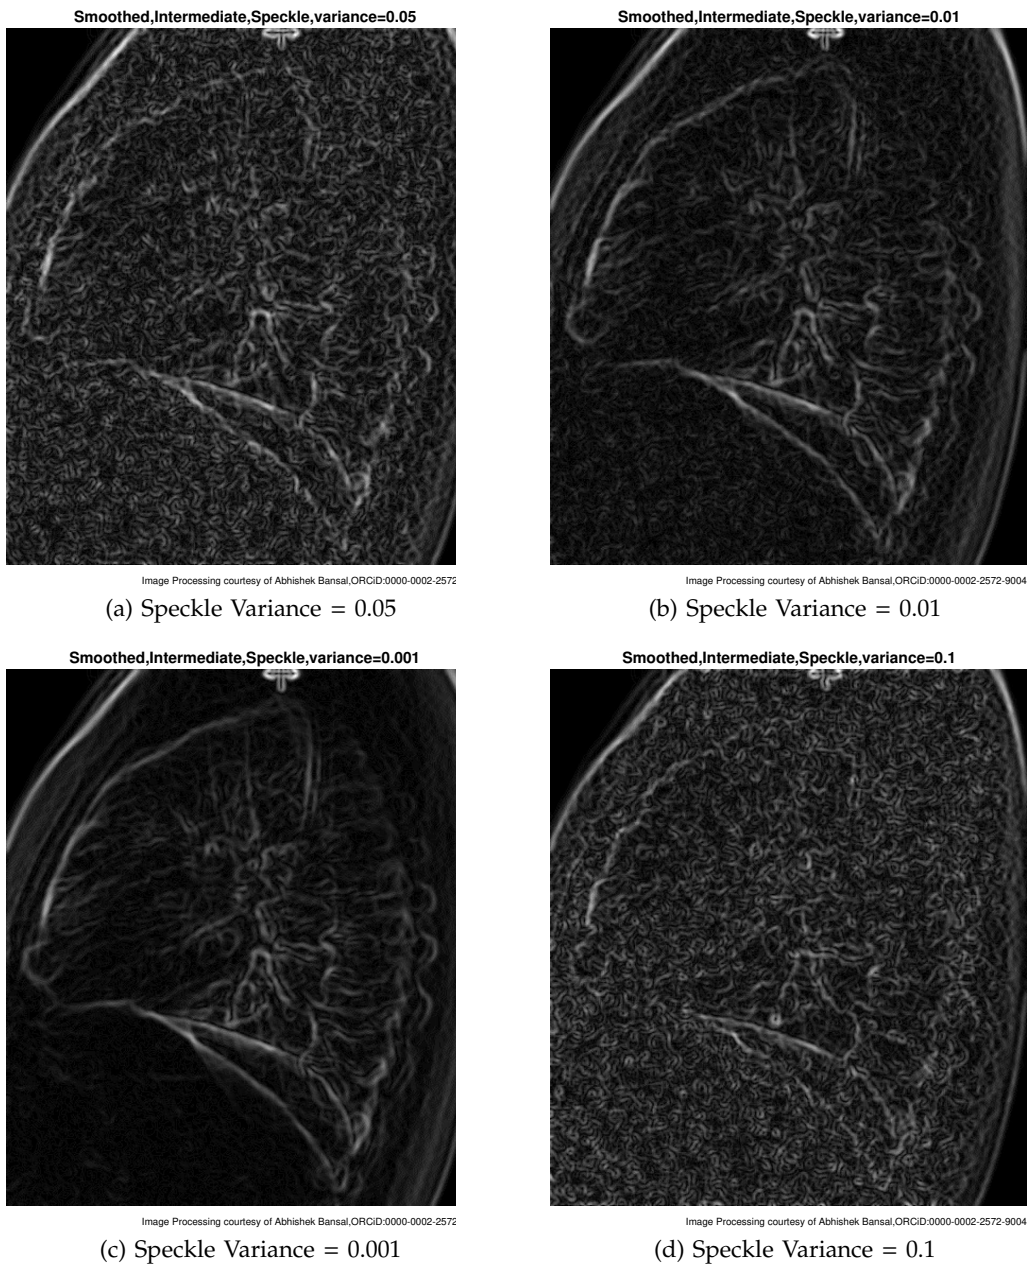 Smoothed,Intermediate,Speckle,variance=0.05
Smoothed,Intermediate,Speckle,variance=0.01
Image Processing courtesy of Abhishek Bansal,ORCiD:0000-0002-2572
Image Processing courtesy of Abhishek Bansal,ORCiD:0000-0002-2572-9004
(a) Speckle Variance = 0.05
(b) Speckle Variance = 0.01
Smoothed,Intermediate,Speckle,variance=0.001
Smoothed,Intermediate,Speckle,variance=0.1
Image Processing courtesy of Abhishek Bansal,ORCiD:0000-0002-2572
Image Processing courtesy of Abhishek Bansal,ORCiD:0000-0002-2572-9004
(c) Speckle Variance = 0.001
(d) Speckle Variance = 0.1